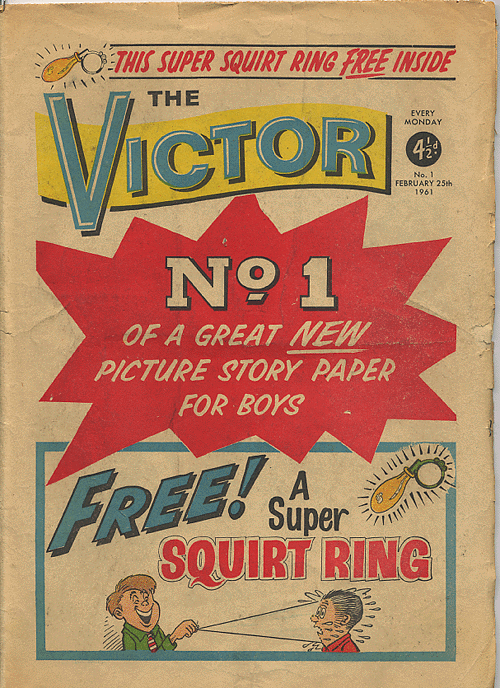 THIS SUPER SQUIRT RING FREE INSIDE
THE
VICTOR
EVERY
MONDAY
4½d.
No. 1
FEBRUARY 25th
1961
No 1
OF A GREAT NEW
PICTURE STORY PAPER
FOR BOYS
FREE! A
Super
SQUIRT RING